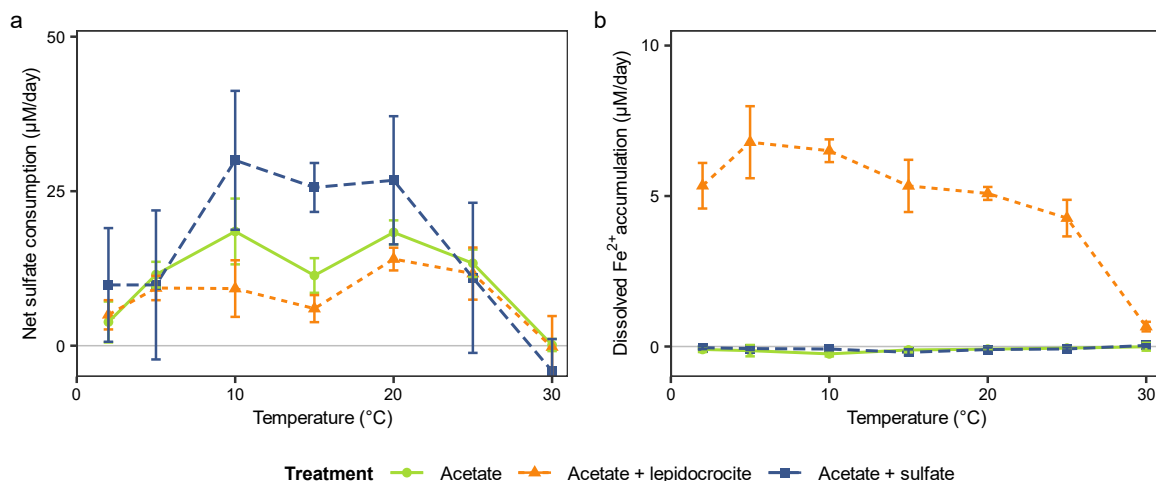 a
b
Net sulfate consumption (µM/day)
50
25
0
0
10
20
30
Temperature (°C)
Dissolved Fe²⁺ accumulation (µM/day)
10
5
0
0
10
20
30
Temperature (°C)
Treatment Acetate Acetate + lepidocrocite Acetate + sulfate